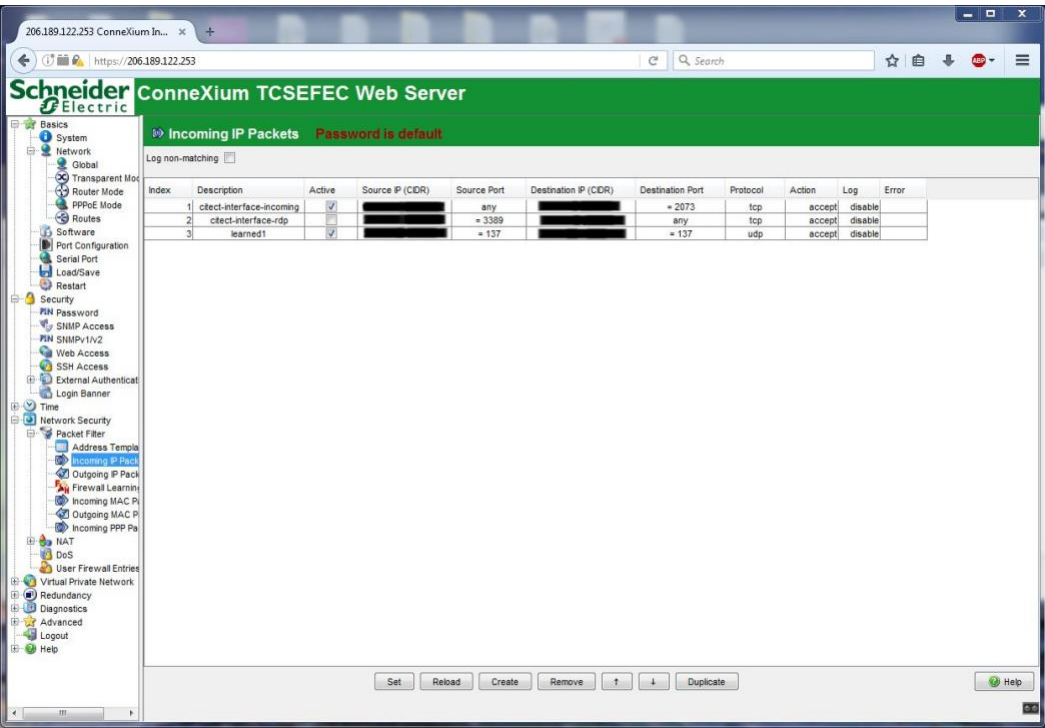 206.189.122.253 ConneXium In... × +
https://206.189.122.253
Search
ABP
Schneider Electric
ConneXium TCSEFEC Web Server
Incoming IP Packets Password is default
Log non-matching
Index Description Active Source IP (CIDR) Source Port Destination IP (CIDR) Destination Port Protocol Action Log Error
1 citect-interface-incoming any = 2073 tcp accept disable
2 citect-interface-rdp = 3389 any tcp accept disable
3 learned1 = 137 = 137 udp accept disable
Basics
System
Network
Global
Transparent Mod
Router Mode
PPPoE Mode
Routes
Software
Port Configuration
Serial Port
Load/Save
Restart
Security
PIN Password
SNMP Access
PIN SNMPv1/v2
Web Access
SSH Access
External Authenticat
Login Banner
Time
Network Security
Packet Filter
Address Templa
Incoming IP Pack
Outgoing IP Pack
Firewall Learning
Incoming MAC Pa
Outgoing MAC P
Incoming PPP Pa
NAT
DoS
User Firewall Entries
Virtual Private Network
Redundancy
Diagnostics
Advanced
Logout
Help
Set Reload Create Remove ↑ ↓ Duplicate Help